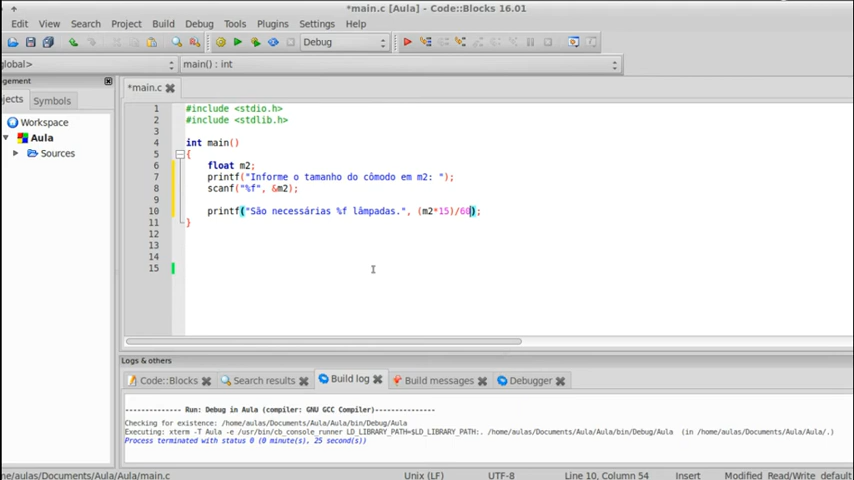 *main.c [Aula] - Code::Blocks 16.01
Edit View Search Project Build Debug Tools Plugins Settings Help
Debug
global> main() : int
agement
ojects Symbols *main.c
Workspace
Aula
Sources
1 #include <stdio.h>
2 #include <stdlib.h>
3
4 int main()
5 {
6 float m2;
7 printf("Informe o tamanho do cômodo em m2: ");
8 scanf("%f", &m2);
9
10 printf("São necessárias %f lâmpadas.", (m2*15)/60);
11 }
12
13
14
15
Logs & others
Code::Blocks Search results Build log Build messages Debugger
-------------- Run: Debug in Aula (compiler: GNU GCC Compiler)---------------
Checking for existence: /home/aulas/Documents/Aula/Aula/bin/Debug/Aula
Executing: xterm -T Aula -e /usr/bin/cb_console_runner LD_LIBRARY_PATH=$LD_LIBRARY_PATH:. /home/aulas/Documents/Aula/Aula/bin/Debug/Aula (in /home/aulas/Documents/Aula/Aula/.)
Process terminated with status 0 (0 minute(s), 25 second(s))
me/aulas/Documents/Aula/Aula/main.c Unix (LF) UTF-8 Line 10, Column 54 Insert Modified Read/Write default